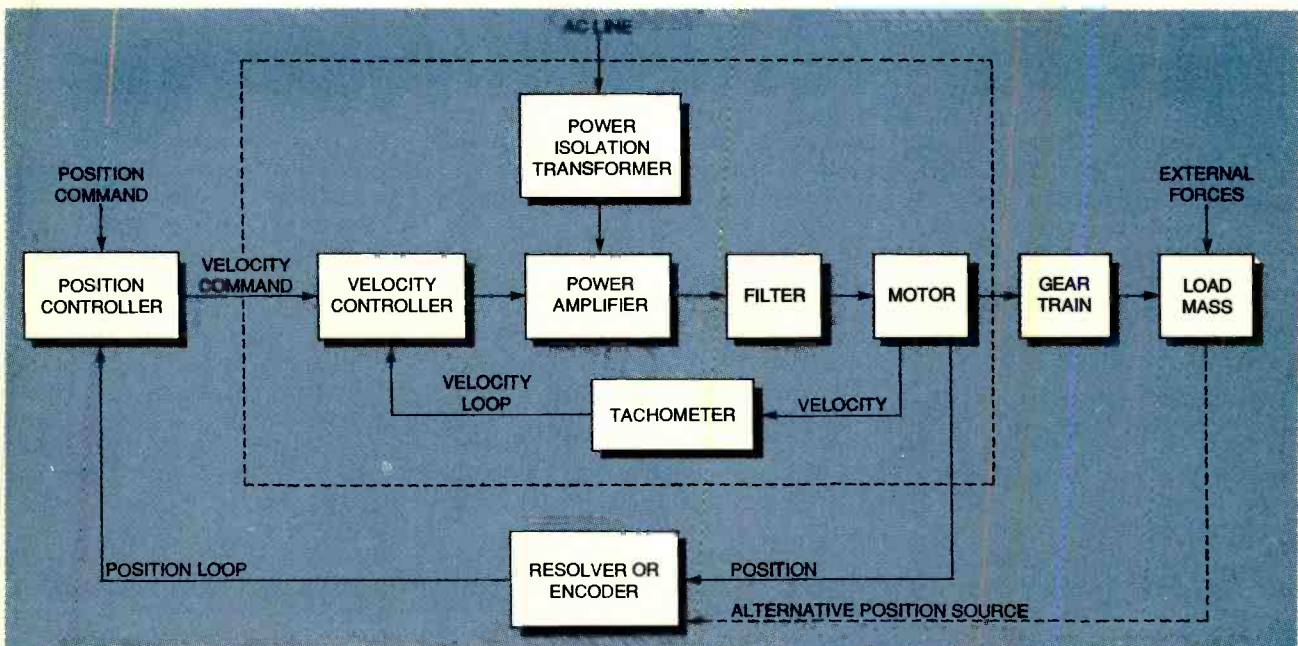 AC LINE
POWER
ISOLATION
TRANSFORMER
POSITION
COMMAND
EXTERNAL
FORCES
POSITION
CONTROLLER
VELOCITY
COMMAND
VELOCITY
CONTROLLER
POWER
AMPLIFIER
FILTER
MOTOR
GEAR
TRAIN
LOAD
MASS
VELOCITY
LOOP
TACHOMETER
VELOCITY
POSITION LOOP
RESOLVER OR
ENCODER
POSITION
ALTERNATIVE POSITION SOURCE